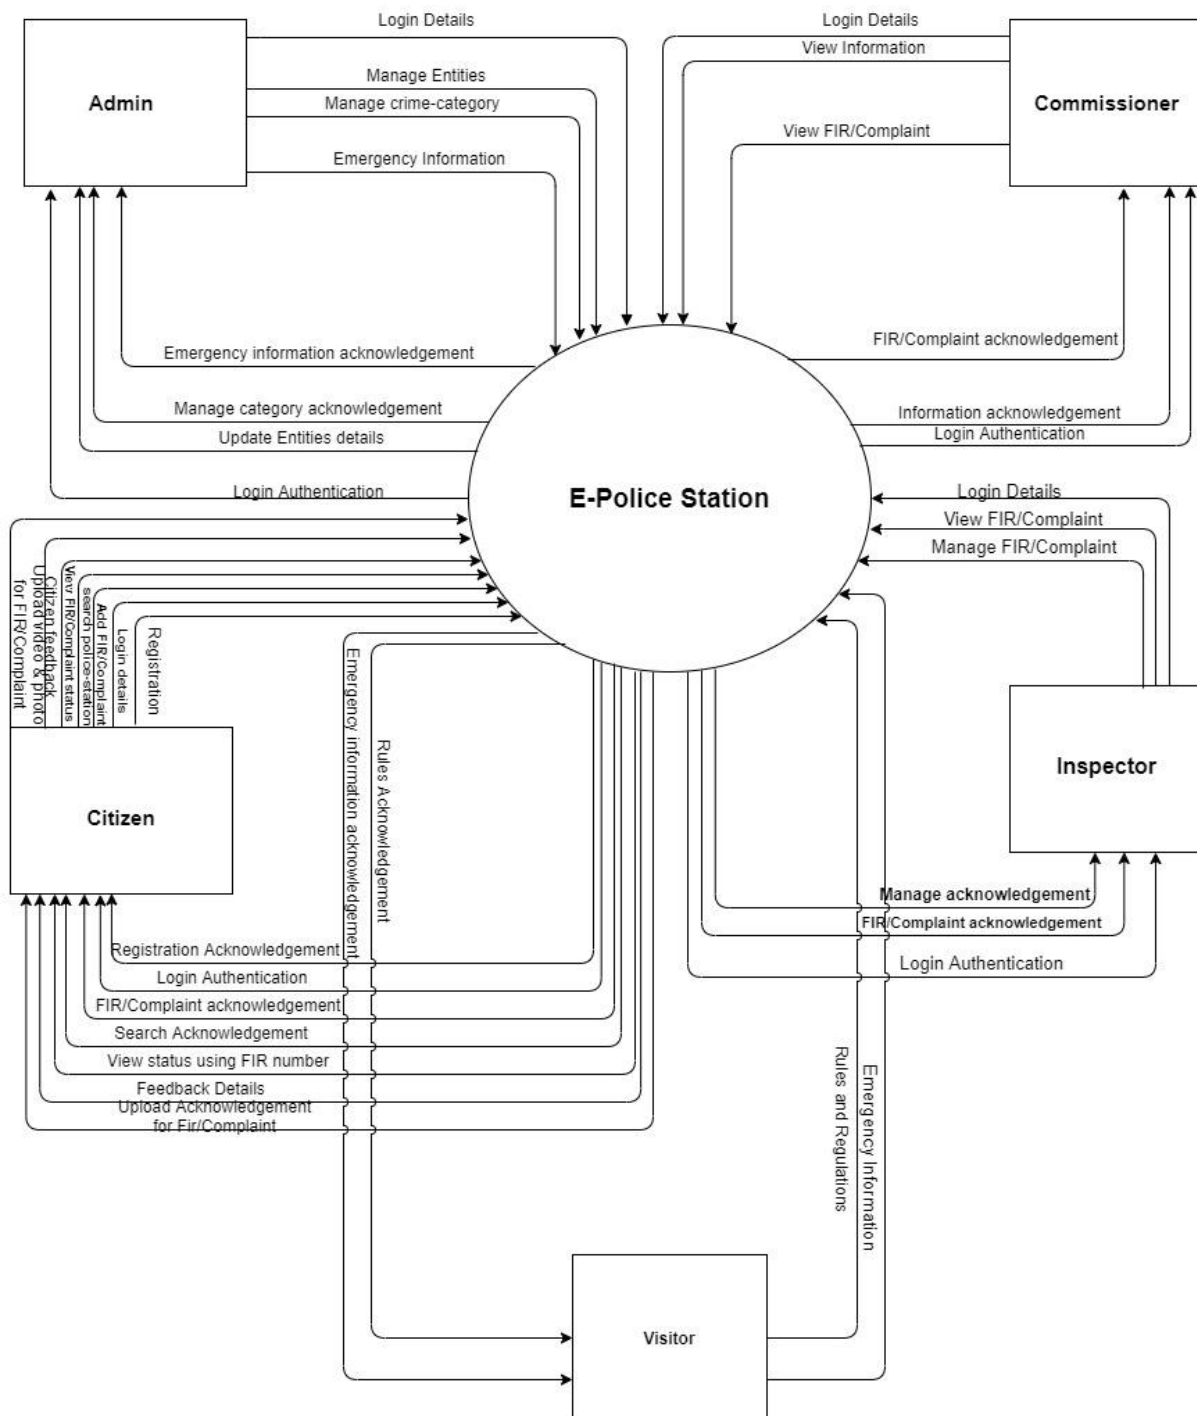 Login Details
Manage Entities
Manage crime-category
Emergency Information
Admin
Login Details
View Information
View FIR/Complaint
Commissioner
Emergency information acknowledgement
Manage category acknowledgement
Update Entities details
Login Authentication
FIR/Complaint acknowledgement
Information acknowledgement
Login Authentication
E-Police Station
Login Details
View FIR/Complaint
Manage FIR/Complaint
Upload video & photo
for FIR/Complaint
Citizen feedback
View FIR/Complaint status
search police-station
Add FIR/Complaint
Login details
Registration
Citizen
Emergency information acknowledgement
Rules Acknowledgement
Inspector
Manage acknowledgement
FIR/Complaint acknowledgement
Login Authentication
Registration Acknowledgement
Login Authentication
FIR/Complaint acknowledgement
Search Acknowledgement
View status using FIR number
Feedback Details
Upload Acknowledgement
for Fir/Complaint
Rules and Regulations
Emergency Information
Visitor